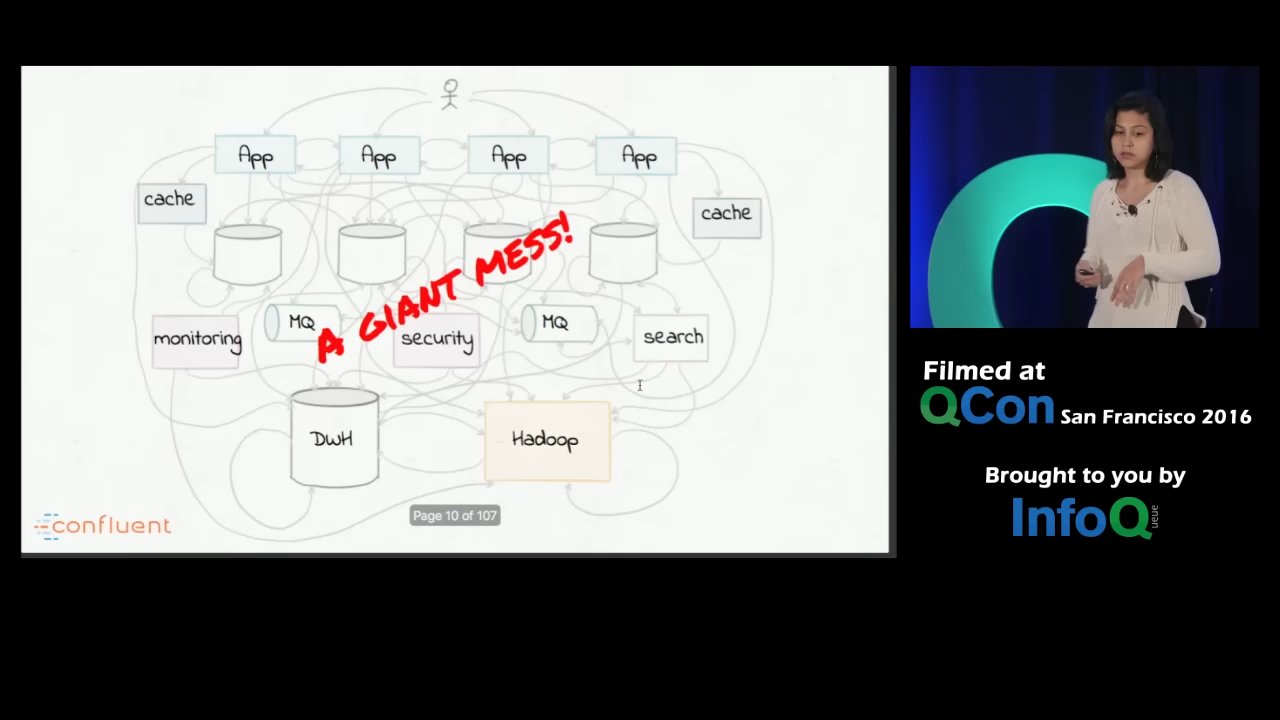 App
App
App
App
cache
cache
A GIANT MESS!
MQ
MQ
monitoring
security
search
DWH
Hadoop
Page 10 of 107
confluent
Filmed at
QCon San Francisco 2016
Brought to you by
InfoQ
ueue